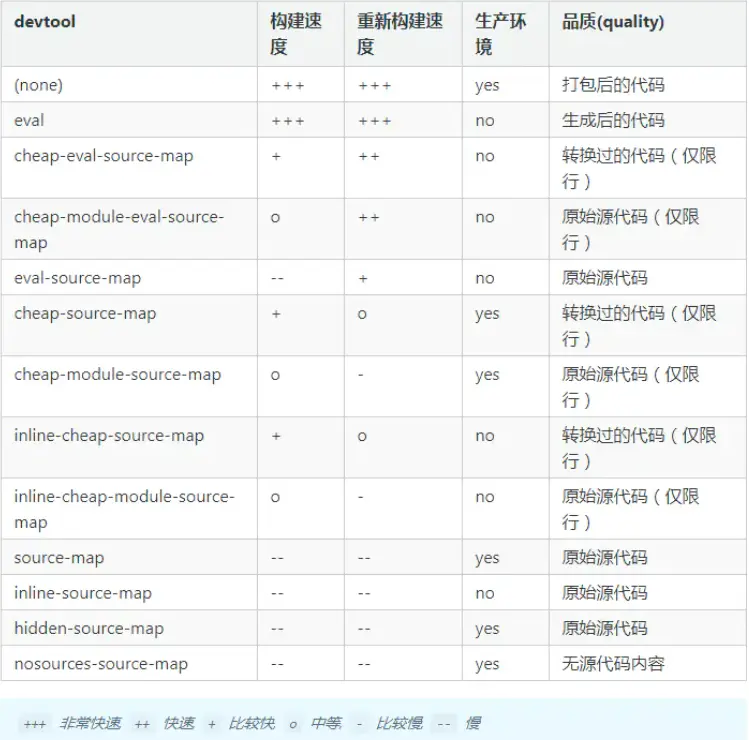 devtool 构建速 重新构建速 生产环 品质(quality)
度 度 境
(none) +++ +++ yes 打包后的代码
eval +++ +++ no 生成后的代码
cheap-eval-source-map + ++ no 转换过的代码（仅限
行）
cheap-module-eval-source- o ++ no 原始源代码（仅限
map 行）
eval-source-map -- + no 原始源代码
cheap-source-map + o yes 转换过的代码（仅限
行）
cheap-module-source-map o - yes 原始源代码（仅限
行）
inline-cheap-source-map + o no 转换过的代码（仅限
行）
inline-cheap-module-source- o - no 原始源代码（仅限
map 行）
source-map -- -- yes 原始源代码
inline-source-map -- -- no 原始源代码
hidden-source-map -- -- yes 原始源代码
nosources-source-map -- -- yes 无源代码内容
+++ 非常快速, ++ 快速, + 比较快, o 中等, - 比较慢, -- 慢